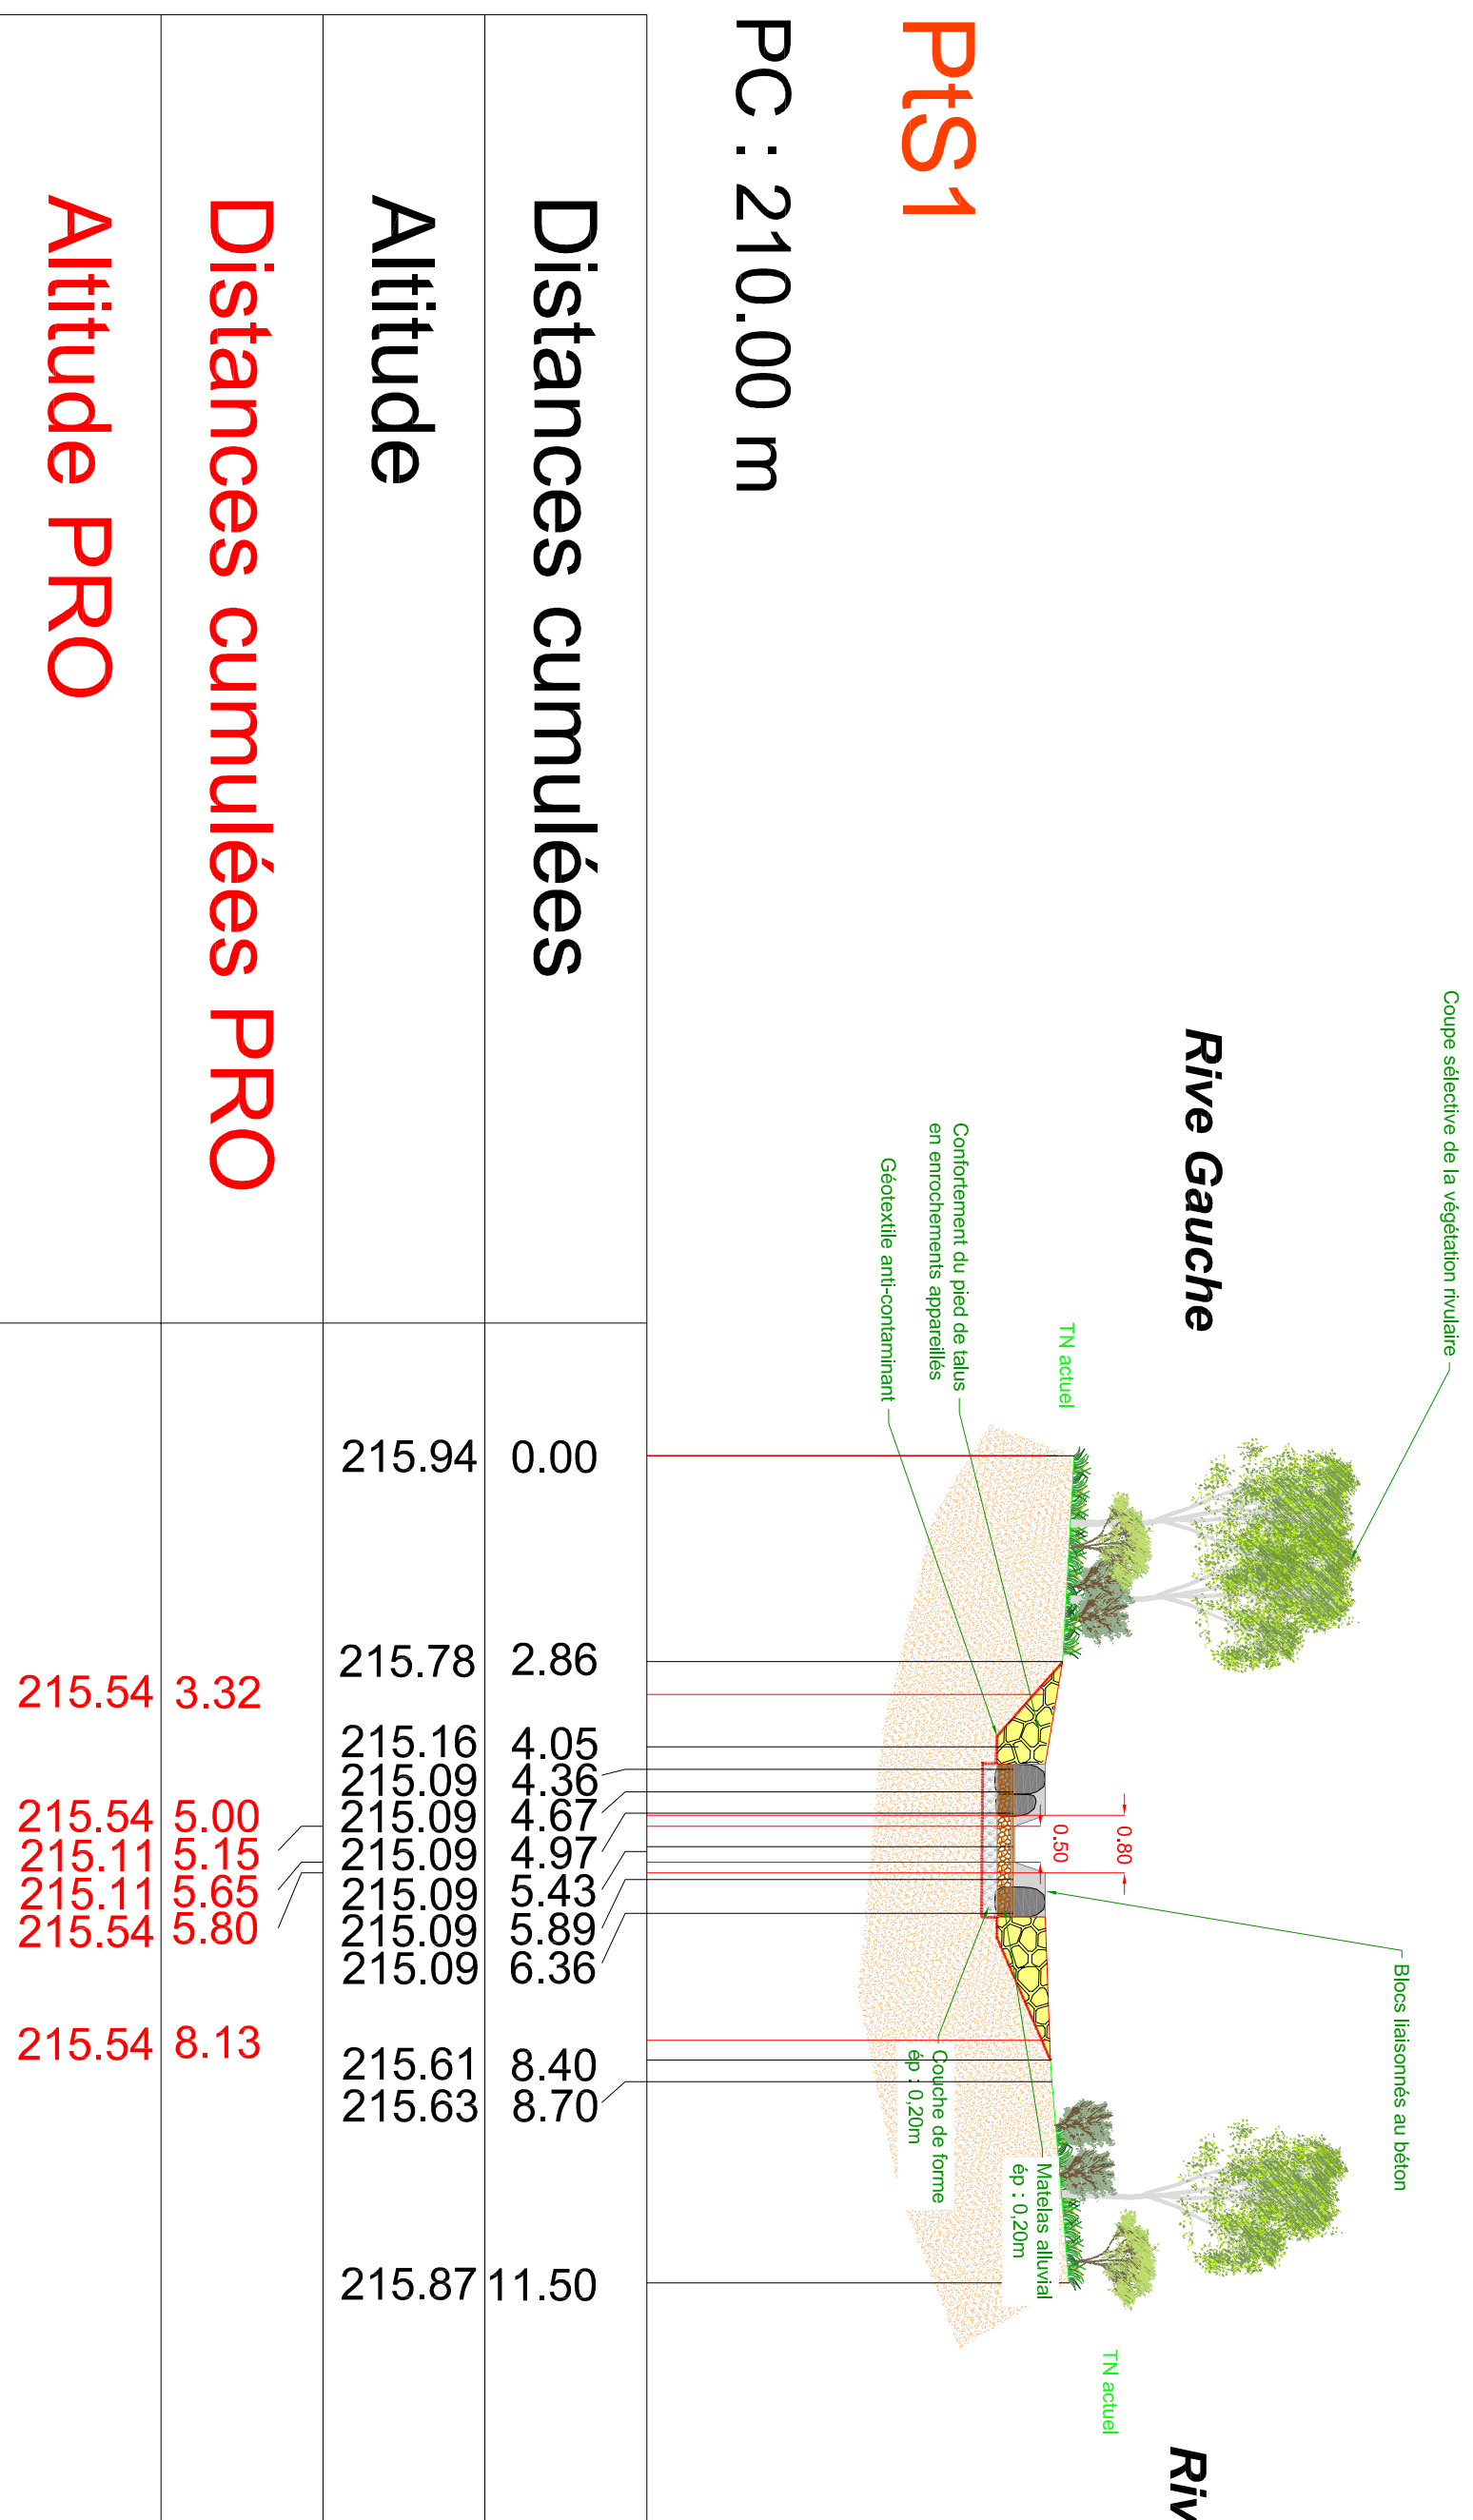 PtS1
PC : 210.00 m
Coupe sélective de la végétation rivulaire
Rive Gauche
Riv
TN actuel
Confortement du pied de talus
en enrochements appareillés
Géotextile anti-contaminant
0.80
0.50
Blocs liaisonnés au béton
Matelas alluvial
ép : 0,20m
Couche de forme
ép : 0,20m
TN actuel
Distances cumulées
0.00 2.86 4.05 4.36 4.67 4.97 5.43 5.89 6.36 8.40 8.70 11.50
Altitude
215.94 215.78 215.16 215.09 215.09 215.09 215.09 215.09 215.09 215.61 215.63 215.87
Distances cumulées PRO
3.32 5.00 5.15 5.65 5.80 8.13
Altitude PRO
215.54 215.54 215.11 215.11 215.54 215.54